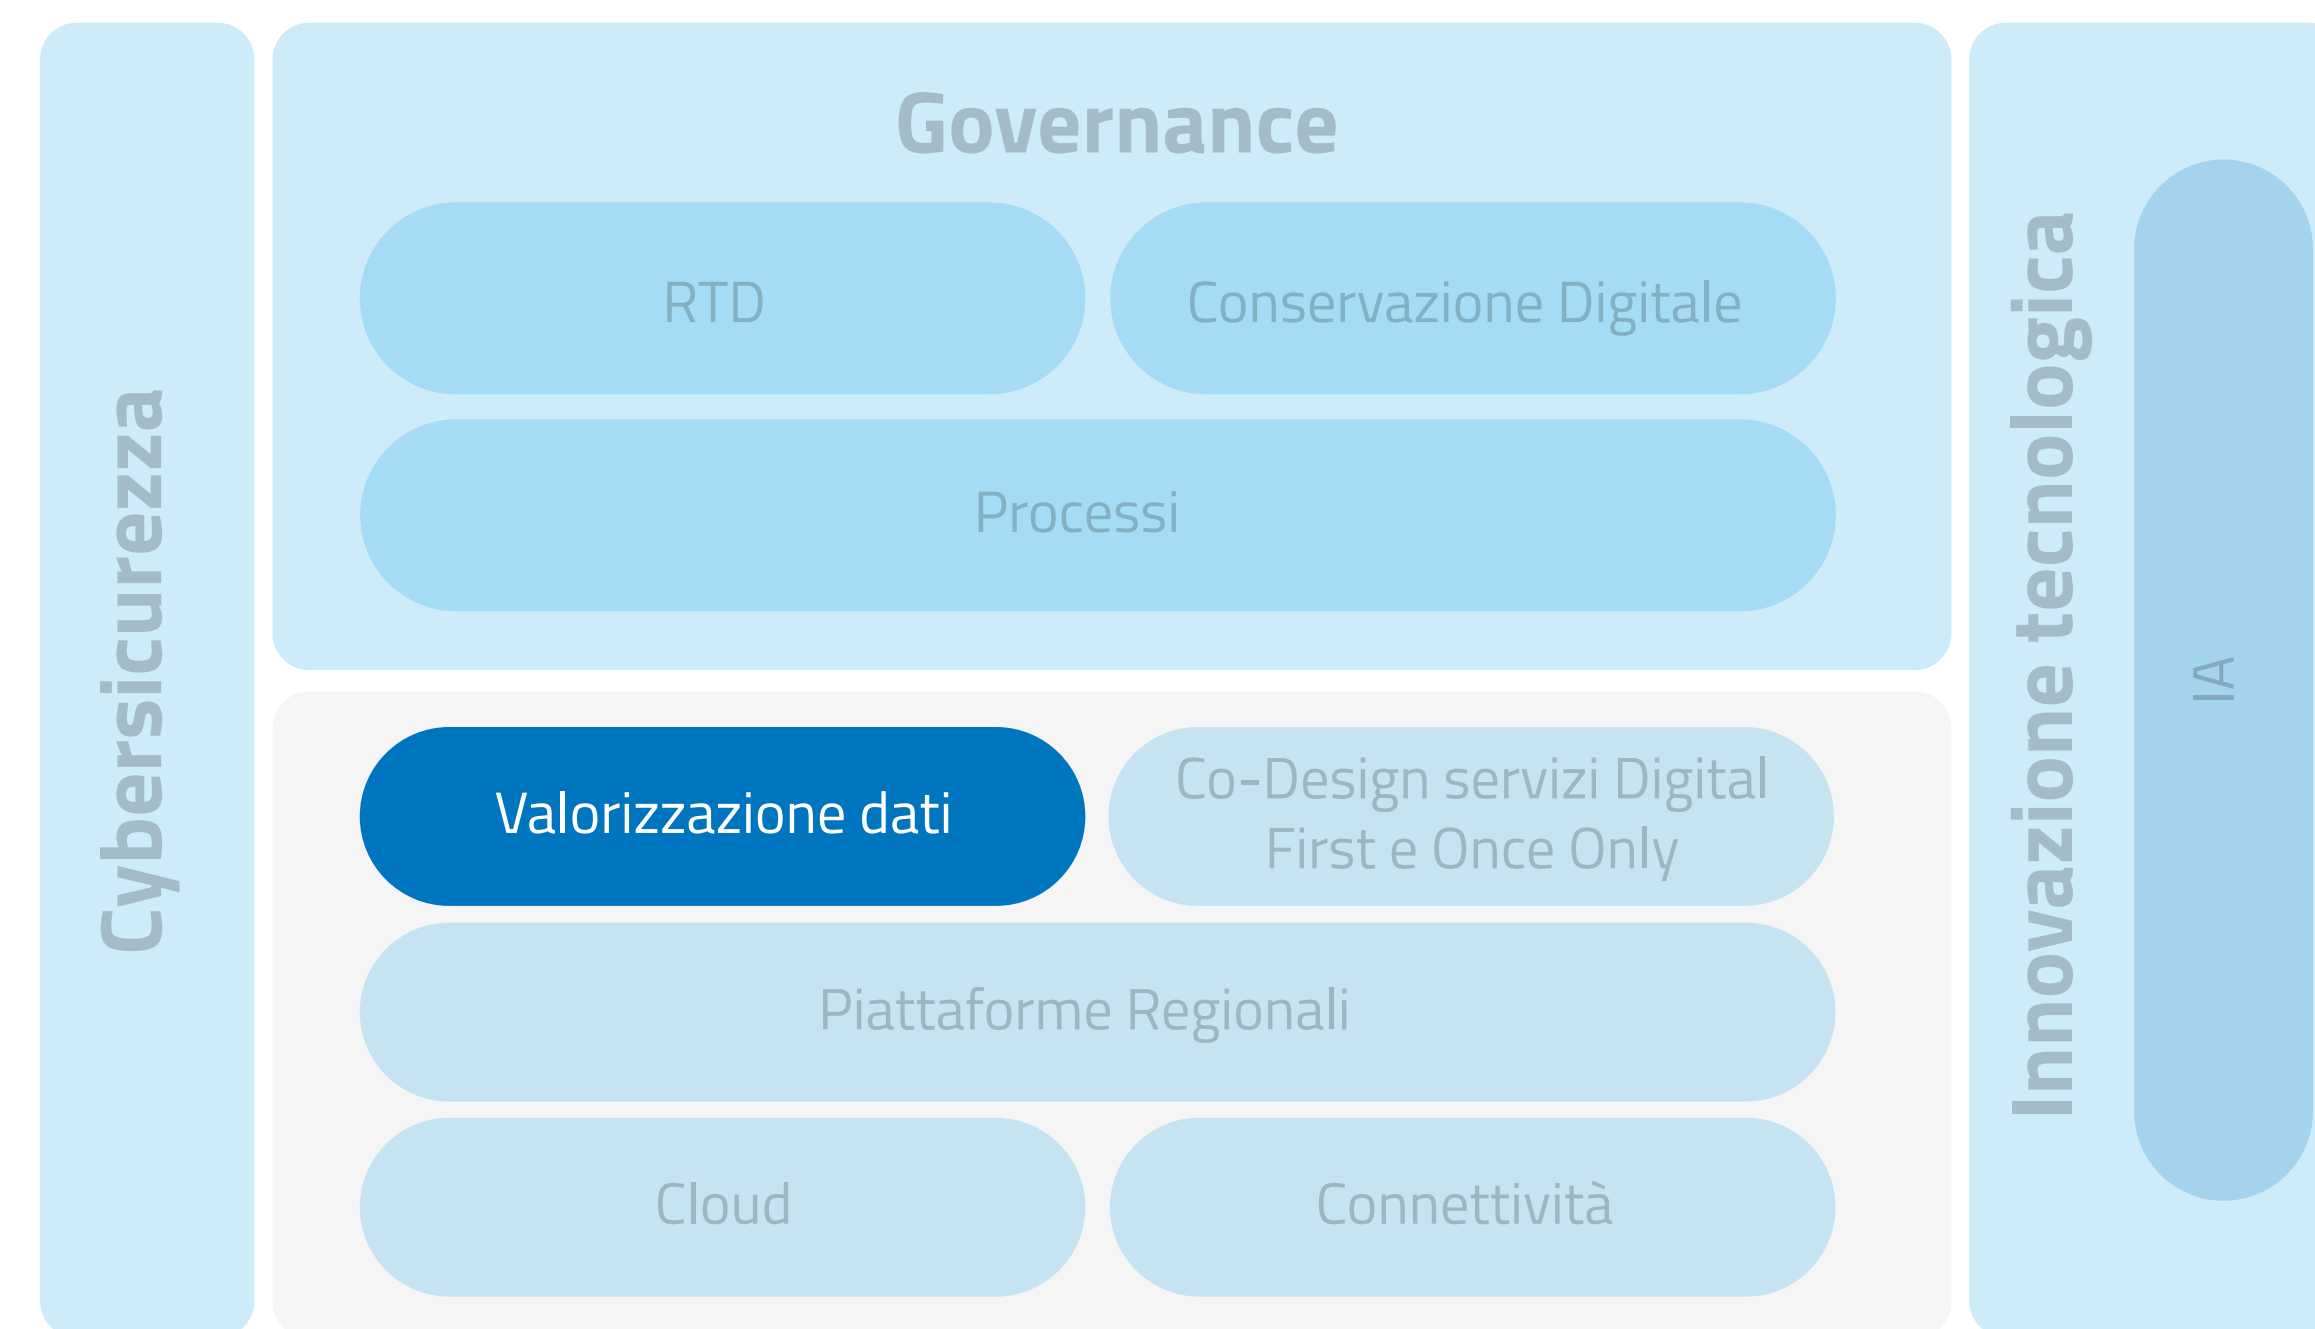 Cybersicurezza
Governance
RTD
Conservazione Digitale
Processi
Valorizzazione dati
Co-Design servizi Digital
First e Once Only
Piattaforme Regionali
Cloud
Connettività
Innovazione tecnologica
IA